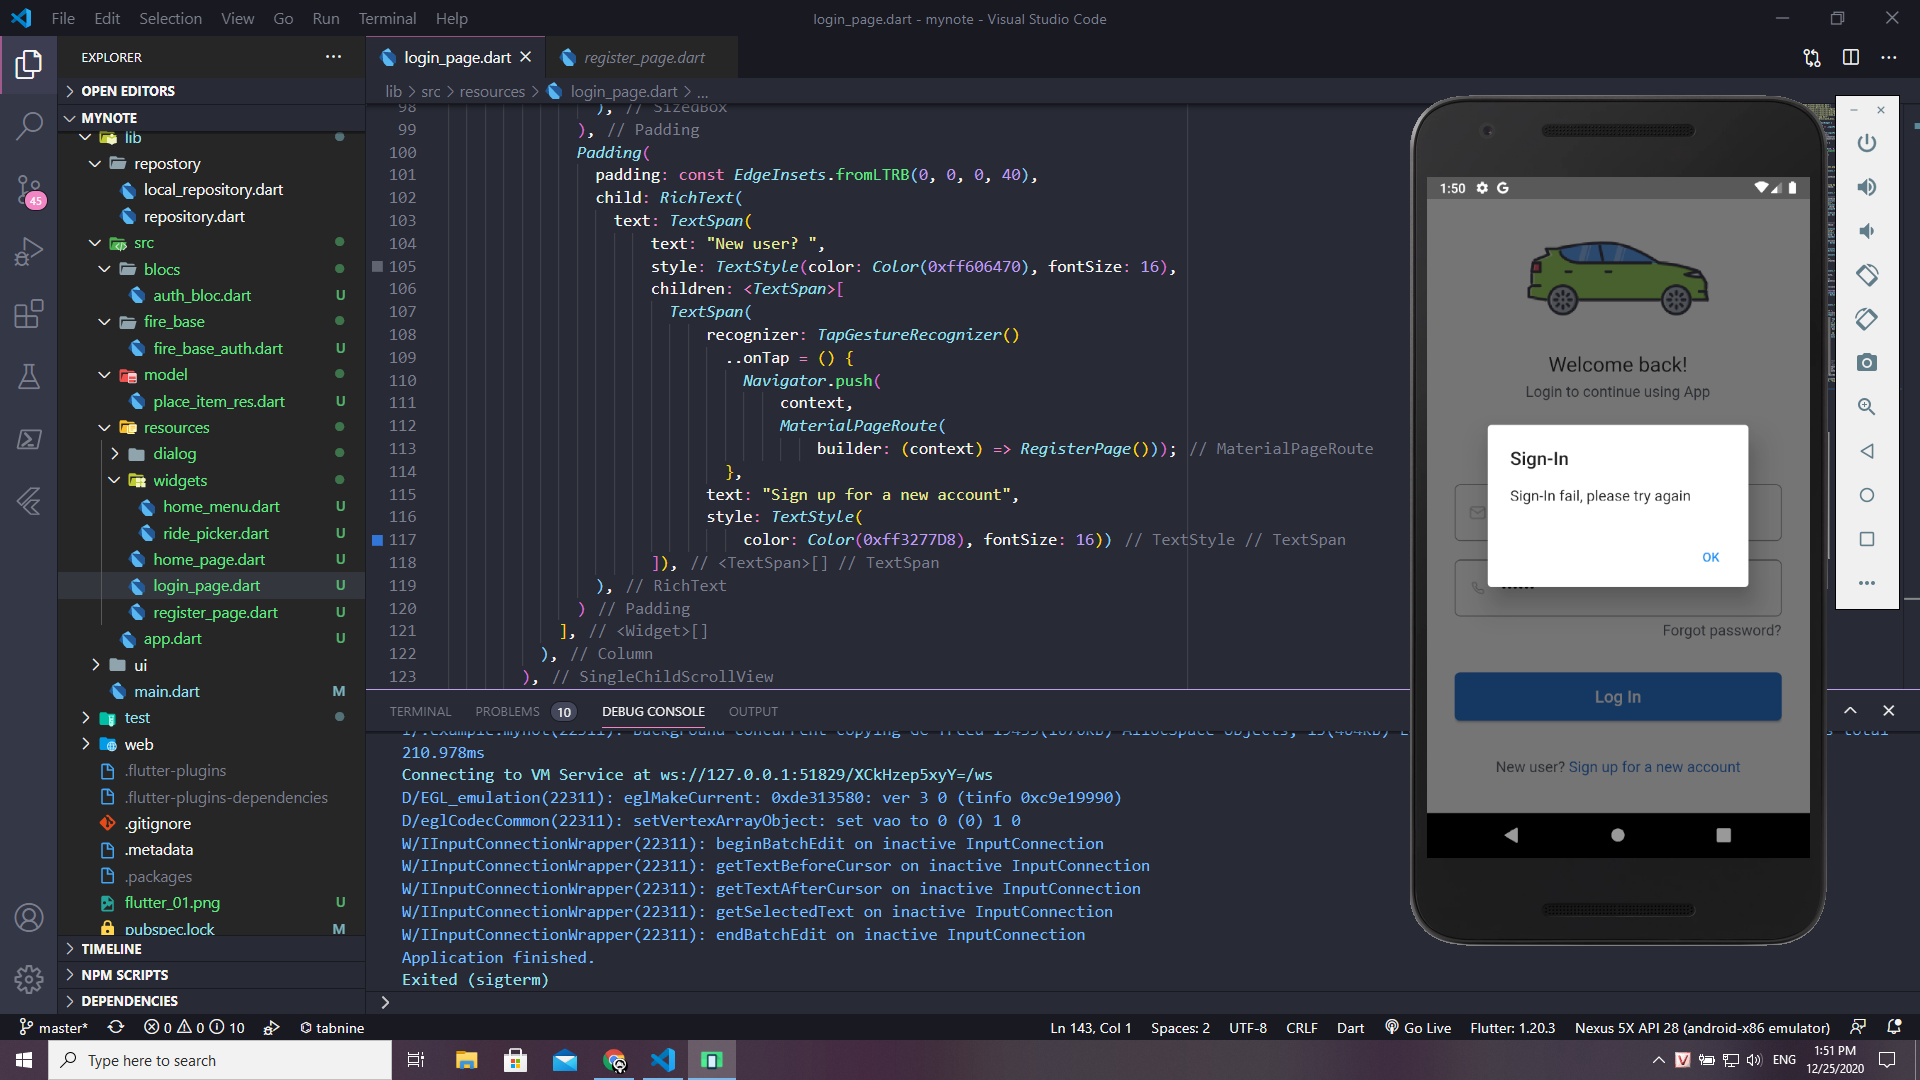 File Edit Selection View Go Run Terminal Help
login_page.dart - mynote - Visual Studio Code
EXPLORER
OPEN EDITORS
MYNOTE
lib
repostory
local_repository.dart
repository.dart
src
blocs
auth_bloc.dart U
fire_base
fire_base_auth.dart U
model
place_item_res.dart U
resources
dialog
widgets
home_menu.dart U
ride_picker.dart U
home_page.dart U
login_page.dart U
register_page.dart U
app.dart U
ui
main.dart M
test
web
.flutter-plugins
.flutter-plugins-dependencies
.gitignore
.metadata
.packages
flutter_01.png U
pubspec.lock M
TIMELINE
NPM SCRIPTS
DEPENDENCIES
45
login_page.dart
register_page.dart
lib > src > resources > login_page.dart > ...
98 ), // SizedBox
99 ), // Padding
100 Padding(
101 padding: const EdgeInsets.fromLTRB(0, 0, 0, 40),
102 child: RichText(
103 text: TextSpan(
104 text: "New user? ",
105 style: TextStyle(color: Color(0xff606470), fontSize: 16),
106 children: <TextSpan>[
107 TextSpan(
108 recognizer: TapGestureRecognizer()
109 ..onTap = () {
110 Navigator.push(
111 context,
112 MaterialPageRoute(
113 builder: (context) => RegisterPage())); // MaterialPageRoute
114 },
115 text: "Sign up for a new account",
116 style: TextStyle(
117 color: Color(0xff3277D8), fontSize: 16)) // TextStyle // TextSpan
118 ]), // <TextSpan>[] // TextSpan
119 ), // RichText
120 ) // Padding
121 ], // <Widget>[]
122 ), // Column
123 ), // SingleChildScrollView
TERMINAL PROBLEMS 10 DEBUG CONSOLE OUTPUT
210.978ms
Connecting to VM Service at ws://127.0.0.1:51829/XCkHzep5xyY=/ws
D/EGL_emulation(22311): eglMakeCurrent: 0xde313580: ver 3 0 (tinfo 0xc9e19990)
D/eglCodecCommon(22311): setVertexArrayObject: set vao to 0 (0) 1 0
W/IInputConnectionWrapper(22311): beginBatchEdit on inactive InputConnection
W/IInputConnectionWrapper(22311): getTextBeforeCursor on inactive InputConnection
W/IInputConnectionWrapper(22311): getTextAfterCursor on inactive InputConnection
W/IInputConnectionWrapper(22311): getSelectedText on inactive InputConnection
W/IInputConnectionWrapper(22311): endBatchEdit on inactive InputConnection
Application finished.
Exited (sigterm)
1:50
Welcome back!
Login to continue using App
Sign-In
Sign-In fail, please try again
OK
Forgot password?
Log In
New user? Sign up for a new account
master* 0 0 10 tabnine
Ln 143, Col 1 Spaces: 2 UTF-8 CRLF Dart Go Live Flutter: 1.20.3 Nexus 5X API 28 (android-x86 emulator)
Type here to search
ENG
1:51 PM
12/25/2020